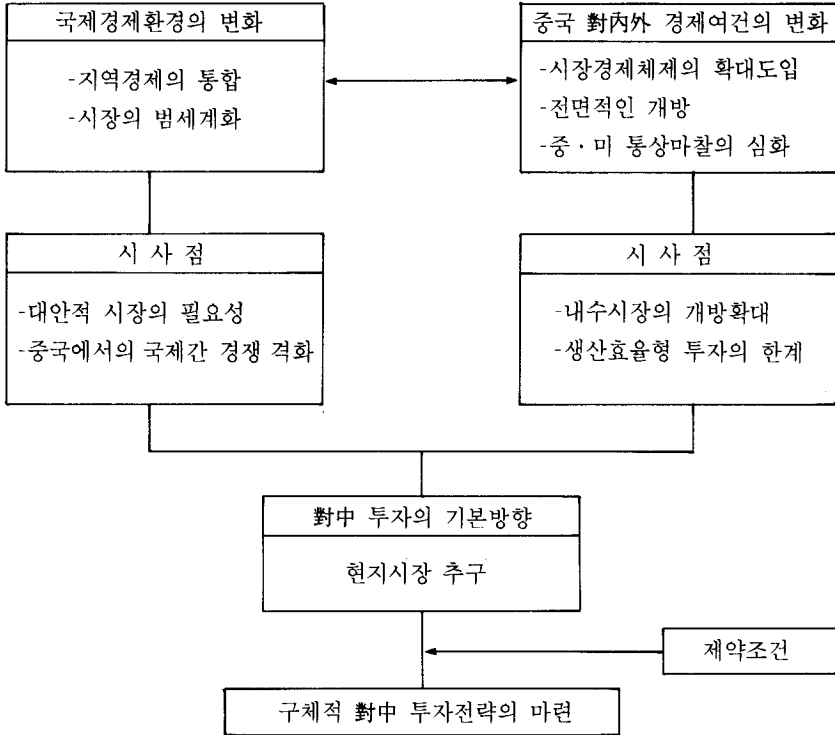 국제경제환경의 변화
-지역경제의 통합
-시장의 범세계화
중국 對內外 경제여건의 변화
-시장경제체제의 확대도입
-전면적인 개방
-중·미 통상마찰의 심화
시 사 점
-대안적 시장의 필요성
-중국에서의 국제간 경쟁 격화
시 사 점
-내수시장의 개방확대
-생산효율형 투자의 한계
對中 투자의 기본방향
현지시장 추구
제약조건
구체적 對中 투자전략의 마련